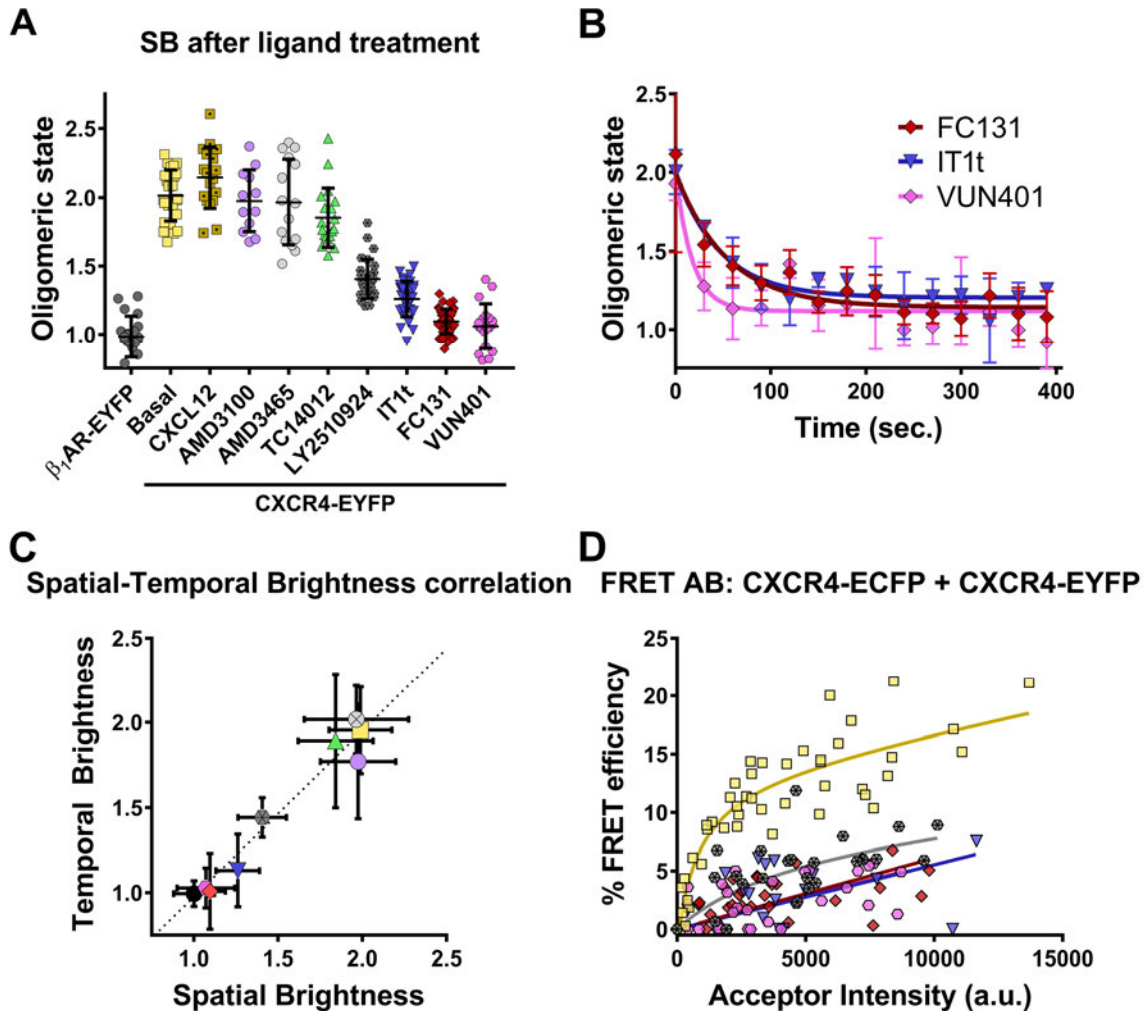 A
SB after ligand treatment
Oligomeric state
2.5
2.0
1.5
1.0
β₁AR-EYFP
Basal
CXCL12
AMD3100
AMD3465
TC14012
LY2510924
IT1t
FC131
VUN401
CXCR4-EYFP
B
Oligomeric state
2.5
2.0
1.5
1.0
FC131
IT1t
VUN401
0
100
200
300
400
Time (sec.)
C
Spatial-Temporal Brightness correlation
Temporal Brightness
2.5
2.0
1.5
1.0
1.0
1.5
2.0
2.5
Spatial Brightness
D
FRET AB: CXCR4-ECFP + CXCR4-EYFP
% FRET efficiency
25
20
15
10
5
0
0
5000
10000
15000
Acceptor Intensity (a.u.)